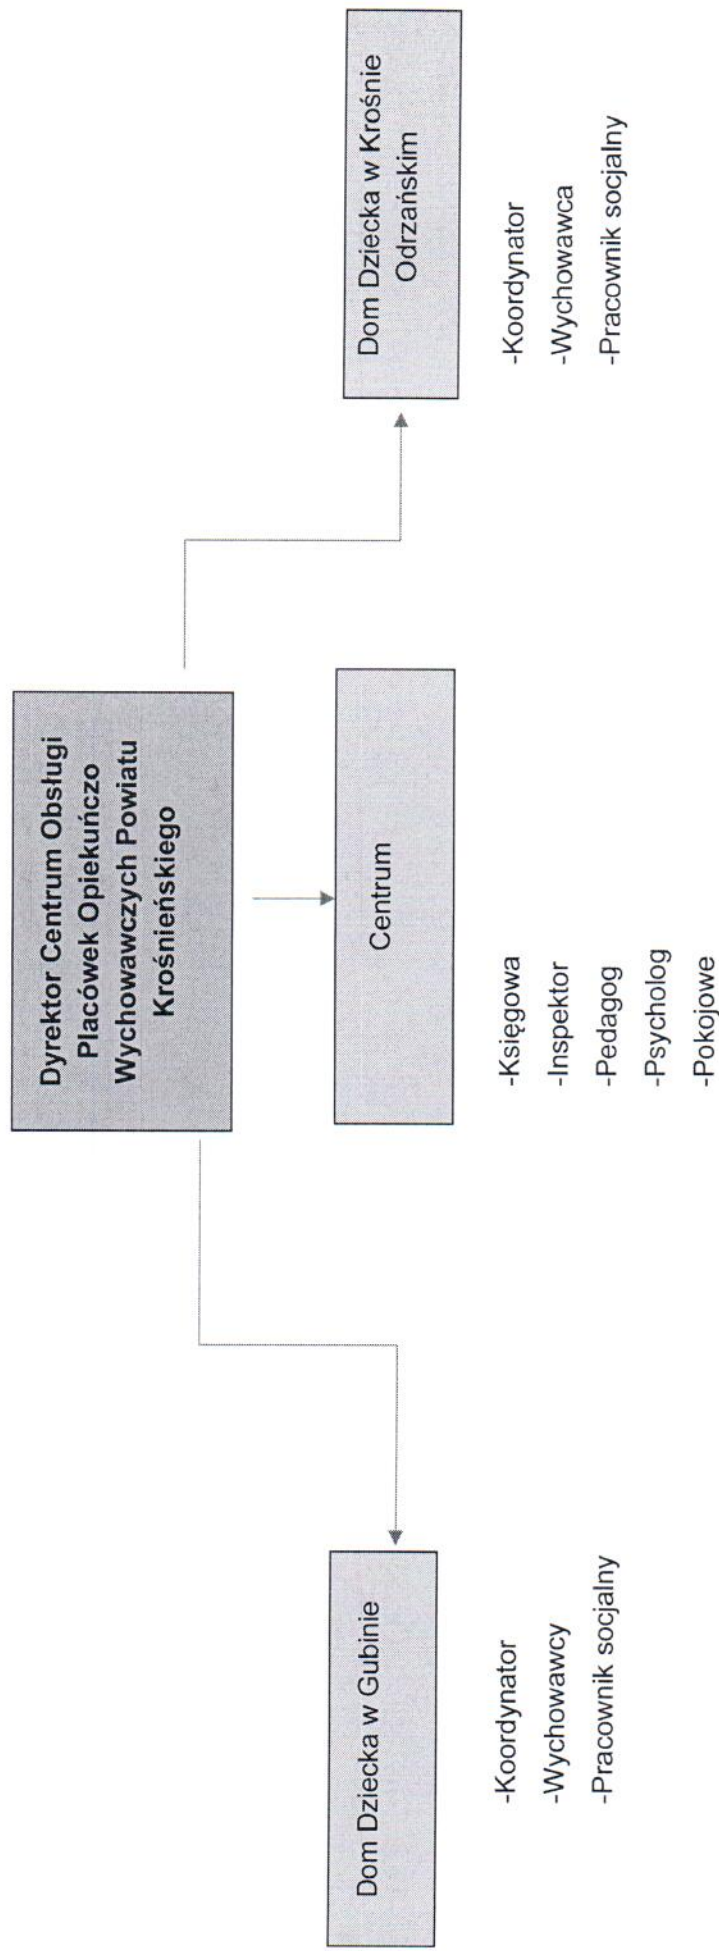 Dyrektor Centrum Obsługi
Placówek Opiekuńczo
Wychowawczych Powiatu
Krośnieńskiego
Dom Dziecka w Gubinie
-Koordynator
-Wychowawcy
-Pracownik socjalny
Centrum
-Księgowa
-Inspektor
-Pedagog
-Psycholog
-Pokojowe
Dom Dziecka w Krośnie
Odrzańskim
-Koordynator
-Wychowawca
-Pracownik socjalny